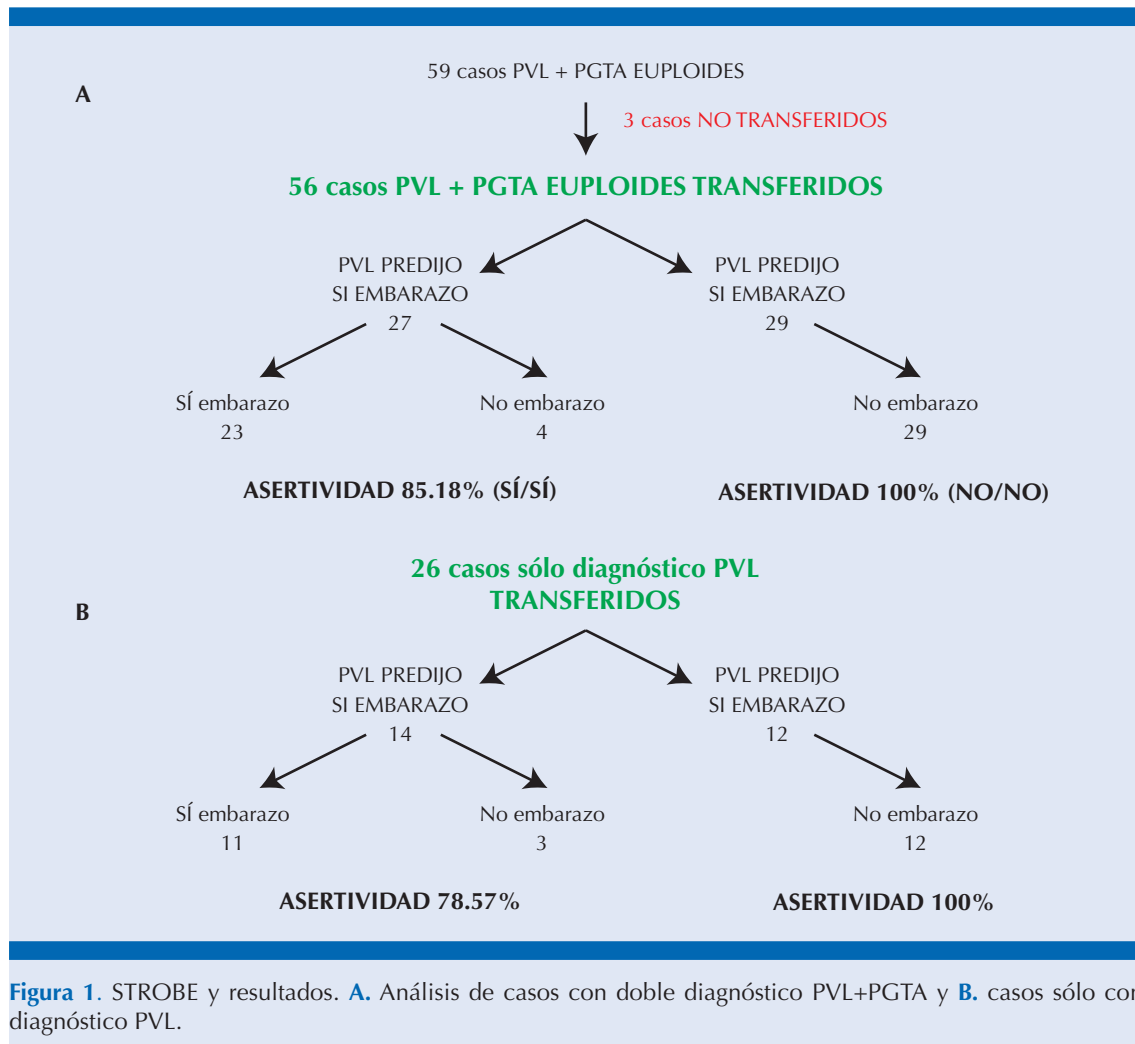 59 casos PVL + PGTA EUPLOIDES
A
3 casos NO TRANSFERIDOS
56 casos PVL + PGTA EUPLOIDES TRANSFERIDOS
PVL PREDIJO
SI EMBARAZO
27
PVL PREDIJO
SI EMBARAZO
29
SÍ embarazo
23
No embarazo
4
No embarazo
29
ASERTIVIDAD 85.18% (SÍ/SÍ)
ASERTIVIDAD 100% (NO/NO)
26 casos sólo diagnóstico PVL
TRANSFERIDOS
B
PVL PREDIJO
SI EMBARAZO
14
PVL PREDIJO
SI EMBARAZO
12
SÍ embarazo
11
No embarazo
3
No embarazo
12
ASERTIVIDAD 78.57%
ASERTIVIDAD 100%
Figura 1. STROBE y resultados. A. Análisis de casos con doble diagnóstico PVL+PGTA y B. casos sólo con
diagnóstico PVL.